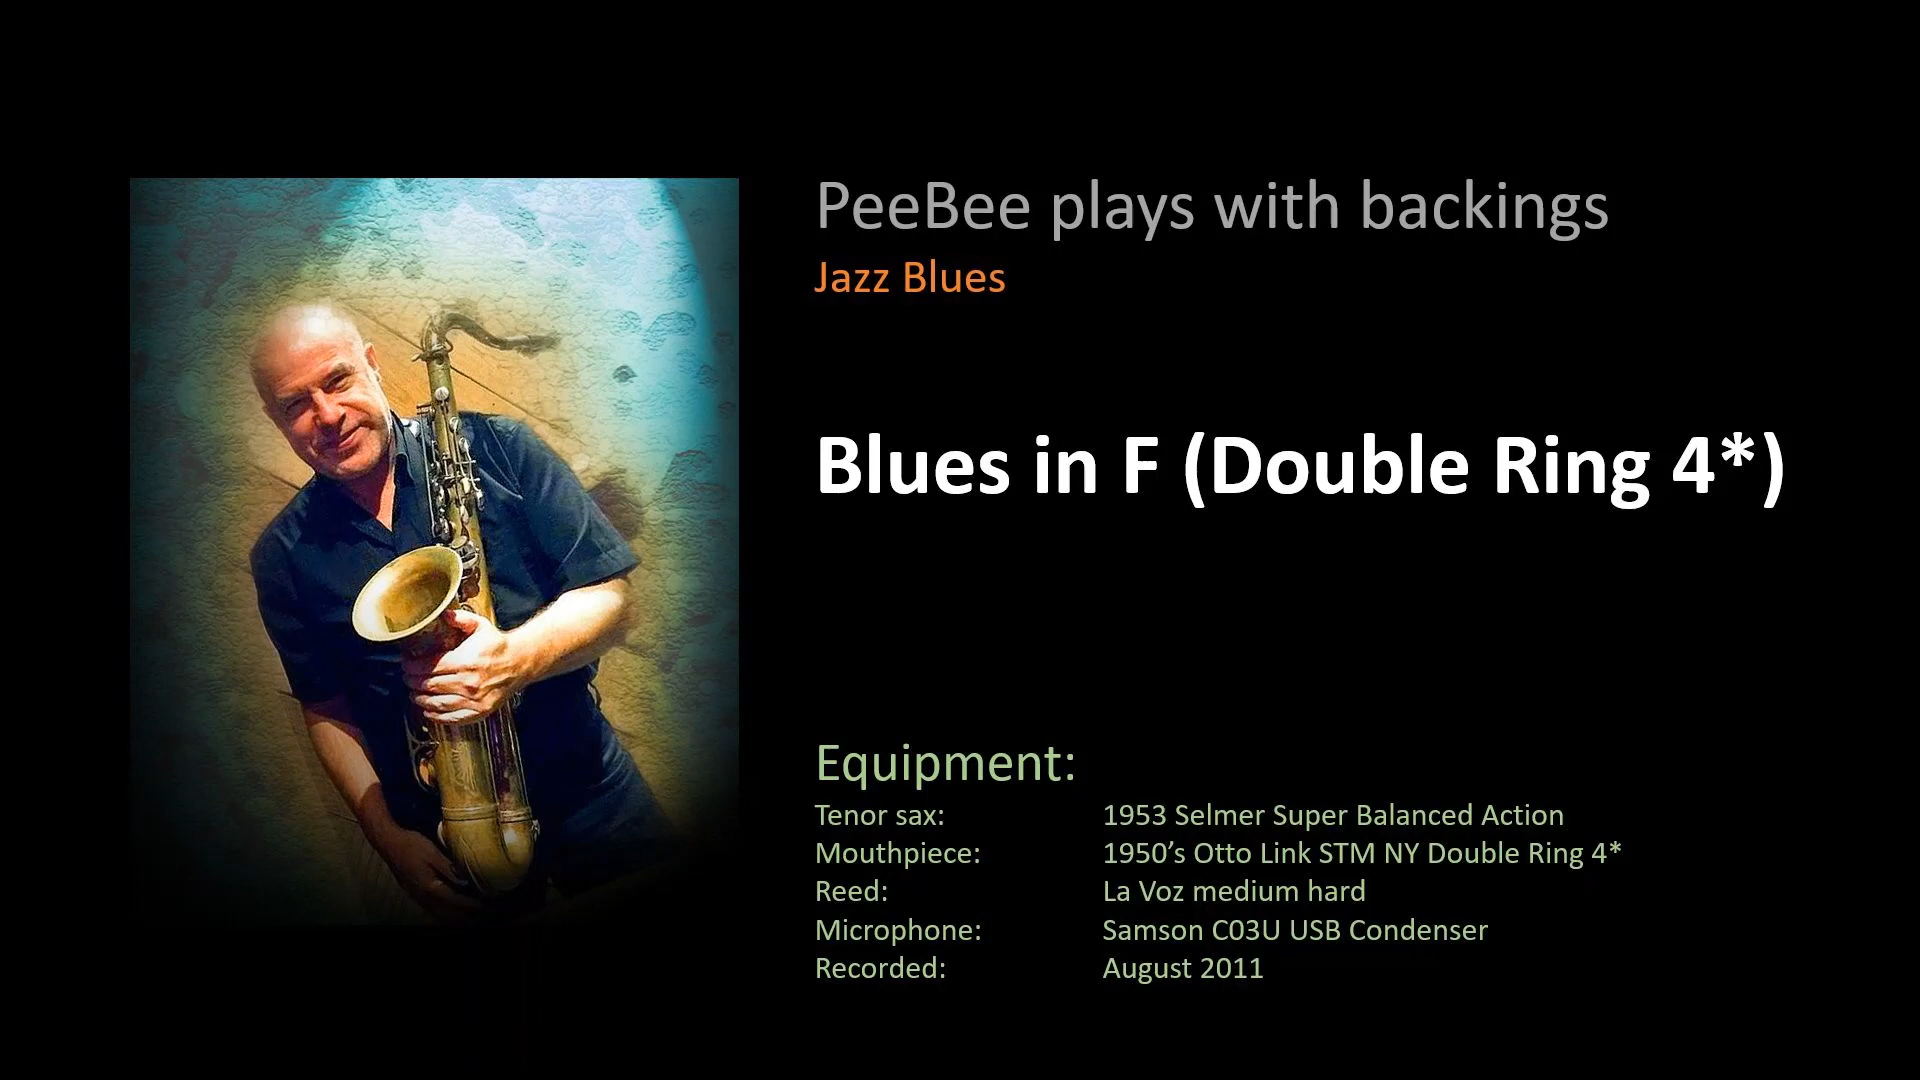 PeeBee plays with backings
Jazz Blues
Blues in F (Double Ring 4*)
Equipment:
Tenor sax: 1953 Selmer Super Balanced Action
Mouthpiece: 1950’s Otto Link STM NY Double Ring 4*
Reed: La Voz medium hard
Microphone: Samson C03U USB Condenser
Recorded: August 2011